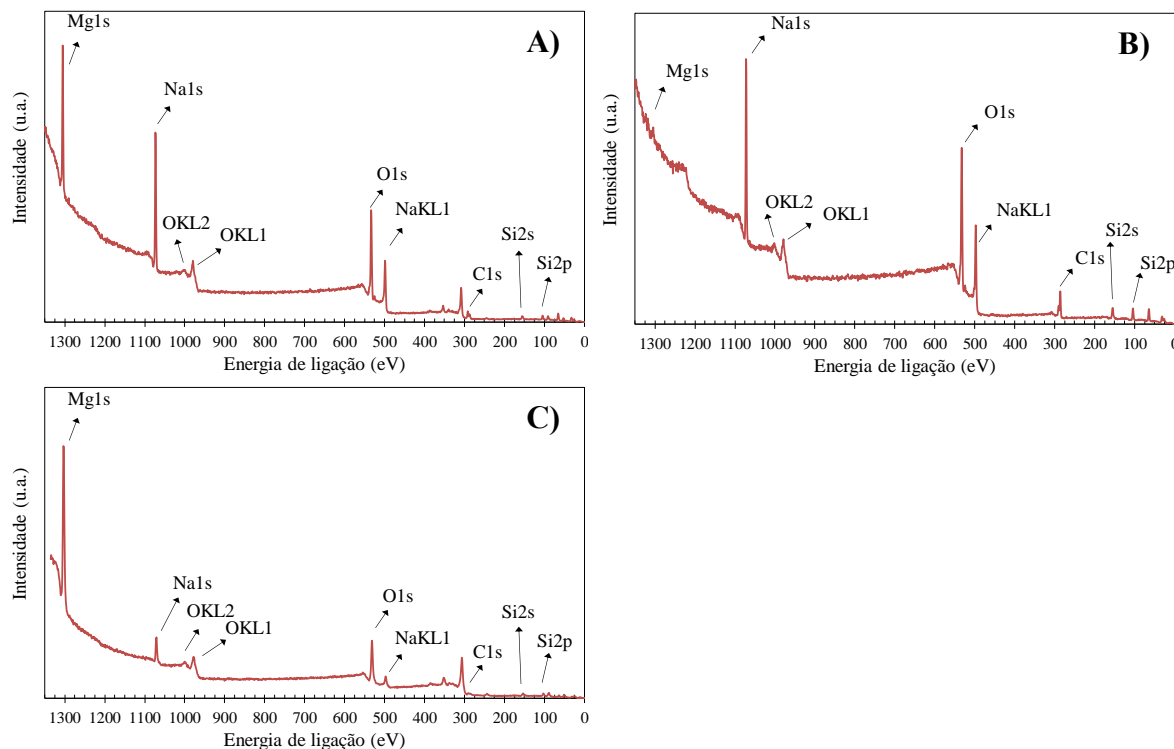 A)
Mg1s
Na1s
O1s
OKL2
OKL1
NaKL1
Si2s
Si2p
C1s
Intensidade (u.a.)
1300 1200 1100 1000 900 800 700 600 500 400 300 200 100 0
Energia de ligação (eV)
B)
Na1s
Mg1s
O1s
OKL2
OKL1
NaKL1
Si2s
C1s
Si2p
Intensidade (u.a.)
1300 1200 1100 1000 900 800 700 600 500 400 300 200 100 0
Energia de ligação (eV)
C)
Mg1s
Na1s
OKL2
O1s
OKL1
NaKL1
Si2s
C1s
Si2p
Intensidade (u.a.)
1300 1200 1100 1000 900 800 700 600 500 400 300 200 100 0
Energia de ligação (eV)